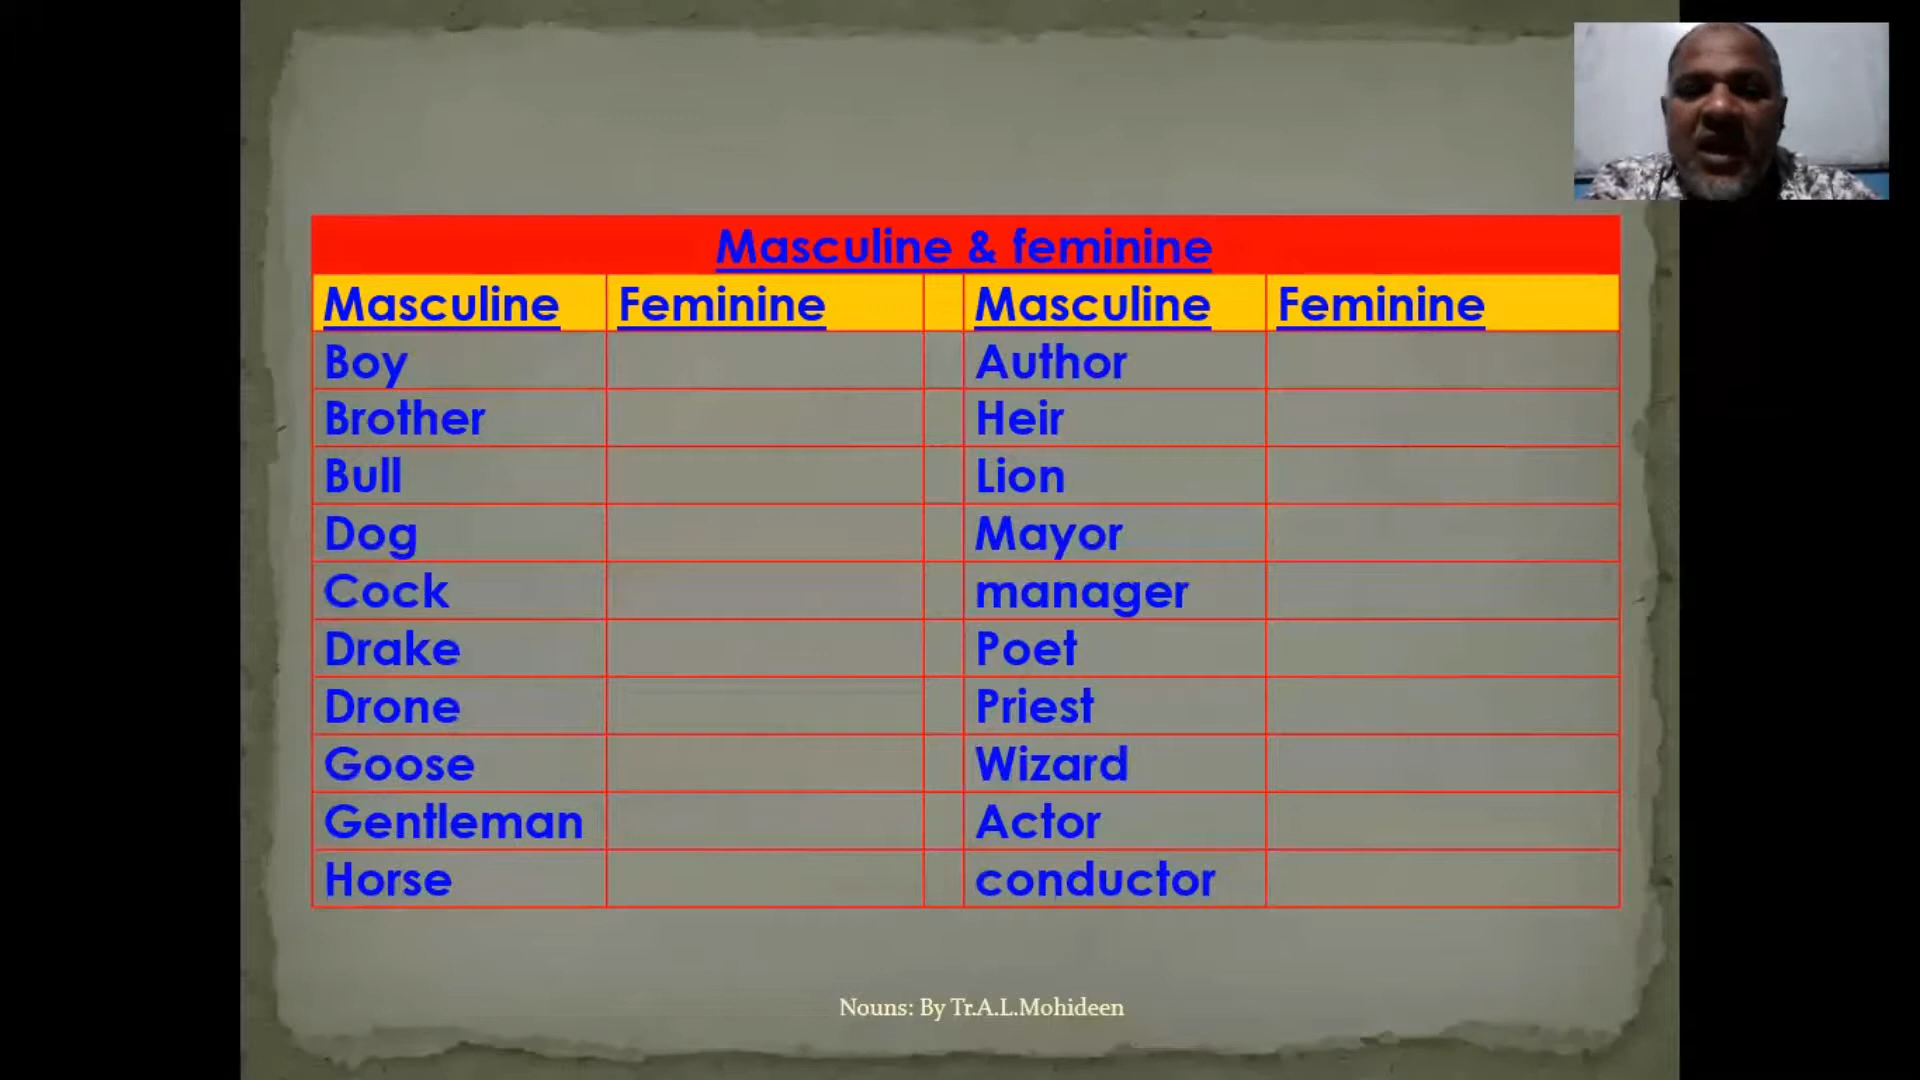 Masculine & feminine
Masculine Feminine Masculine Feminine
Boy Author
Brother Heir
Bull Lion
Dog Mayor
Cock manager
Drake Poet
Drone Priest
Goose Wizard
Gentleman Actor
Horse conductor
Nouns: By Tr.A.L.Mohideen